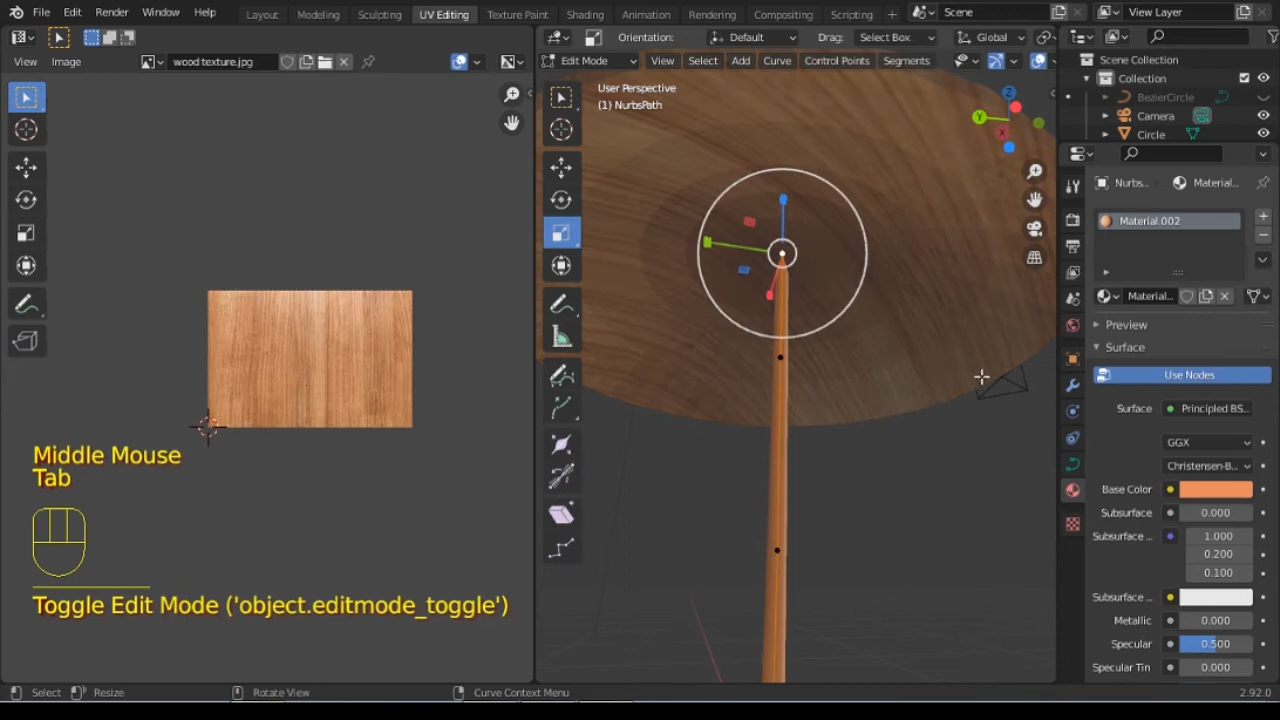 File Edit Render Window Help Layout Modeling Sculpting UV Editing Texture Paint Shading Animation Rendering Compositing Scripting + Scene View Layer
Orientation: Default Drag: Select Box Global
View Image wood texture.jpg Edit Mode View Select Add Curve Control Points Segments
Scene Collection
Collection
BezierCircle
Camera
Circle
User Perspective
(1) NurbsPath
Z
Y
X
Nurbs.. Material...
Material.002
Material...
Preview
Surface
Use Nodes
Surface Principled BS...
GGX
Christensen-B...
Base Color
Subsurface 0.000
Subsurface .. 1.000
0.200
0.100
Subsurface ..
Metallic 0.000
Specular 0.500
Specular Tin 0.000
Middle Mouse
Tab
Toggle Edit Mode ('object.editmode_toggle')
Select Resize Rotate View Curve Context Menu 2.92.0